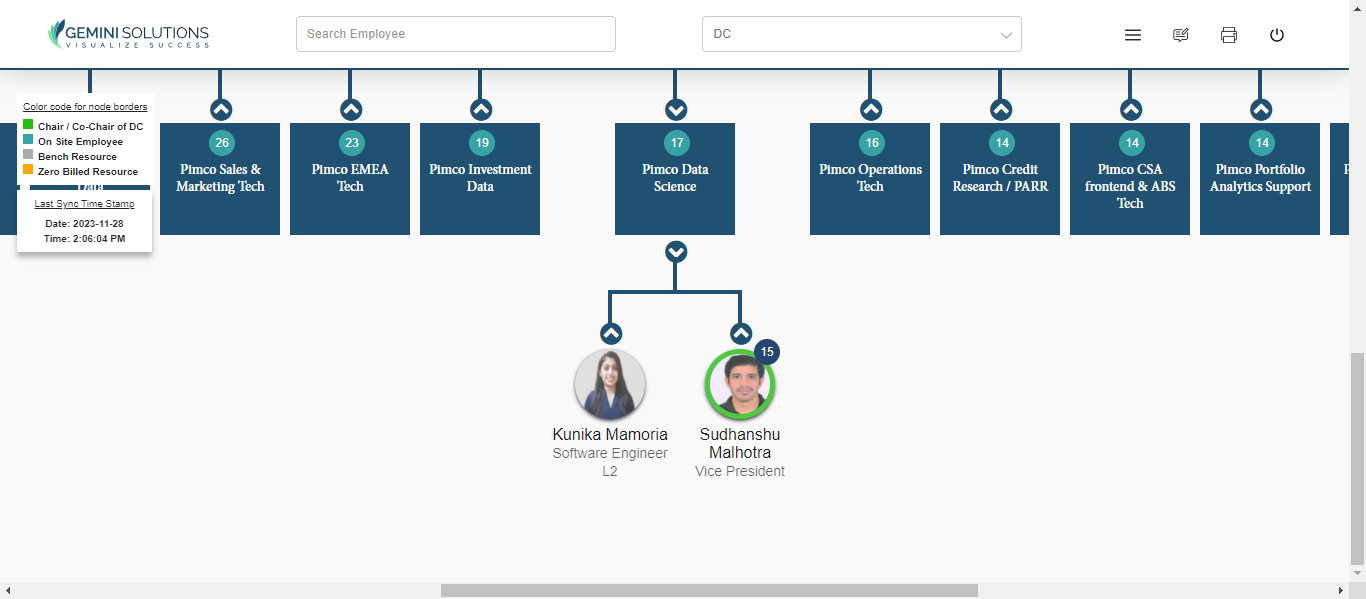 GEMINI SOLUTIONS
VISUALIZE SUCCESS
Search Employee
DC
Color code for node borders
Chair / Co-Chair of DC
On Site Employee
Bench Resource
Zero Billed Resource
Data
Last Sync Time Stamp
Date: 2023-11-28
Time: 2:06:04 PM
26
Pimco Sales &
Marketing Tech
23
Pimco EMEA
Tech
19
Pimco Investment
Data
17
Pimco Data
Science
16
Pimco Operations
Tech
14
Pimco Credit
Research / PARR
14
Pimco CSA
frontend & ABS
Tech
14
Pimco Portfolio
Analytics Support
P
15
Kunika Mamoria
Software Engineer
L2
Sudhanshu
Malhotra
Vice President